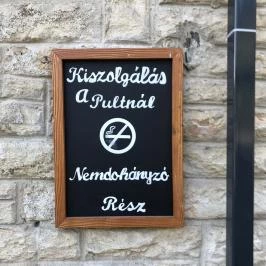 Kiszolgálás
a Pultnál
Nemdohányzó
Rész